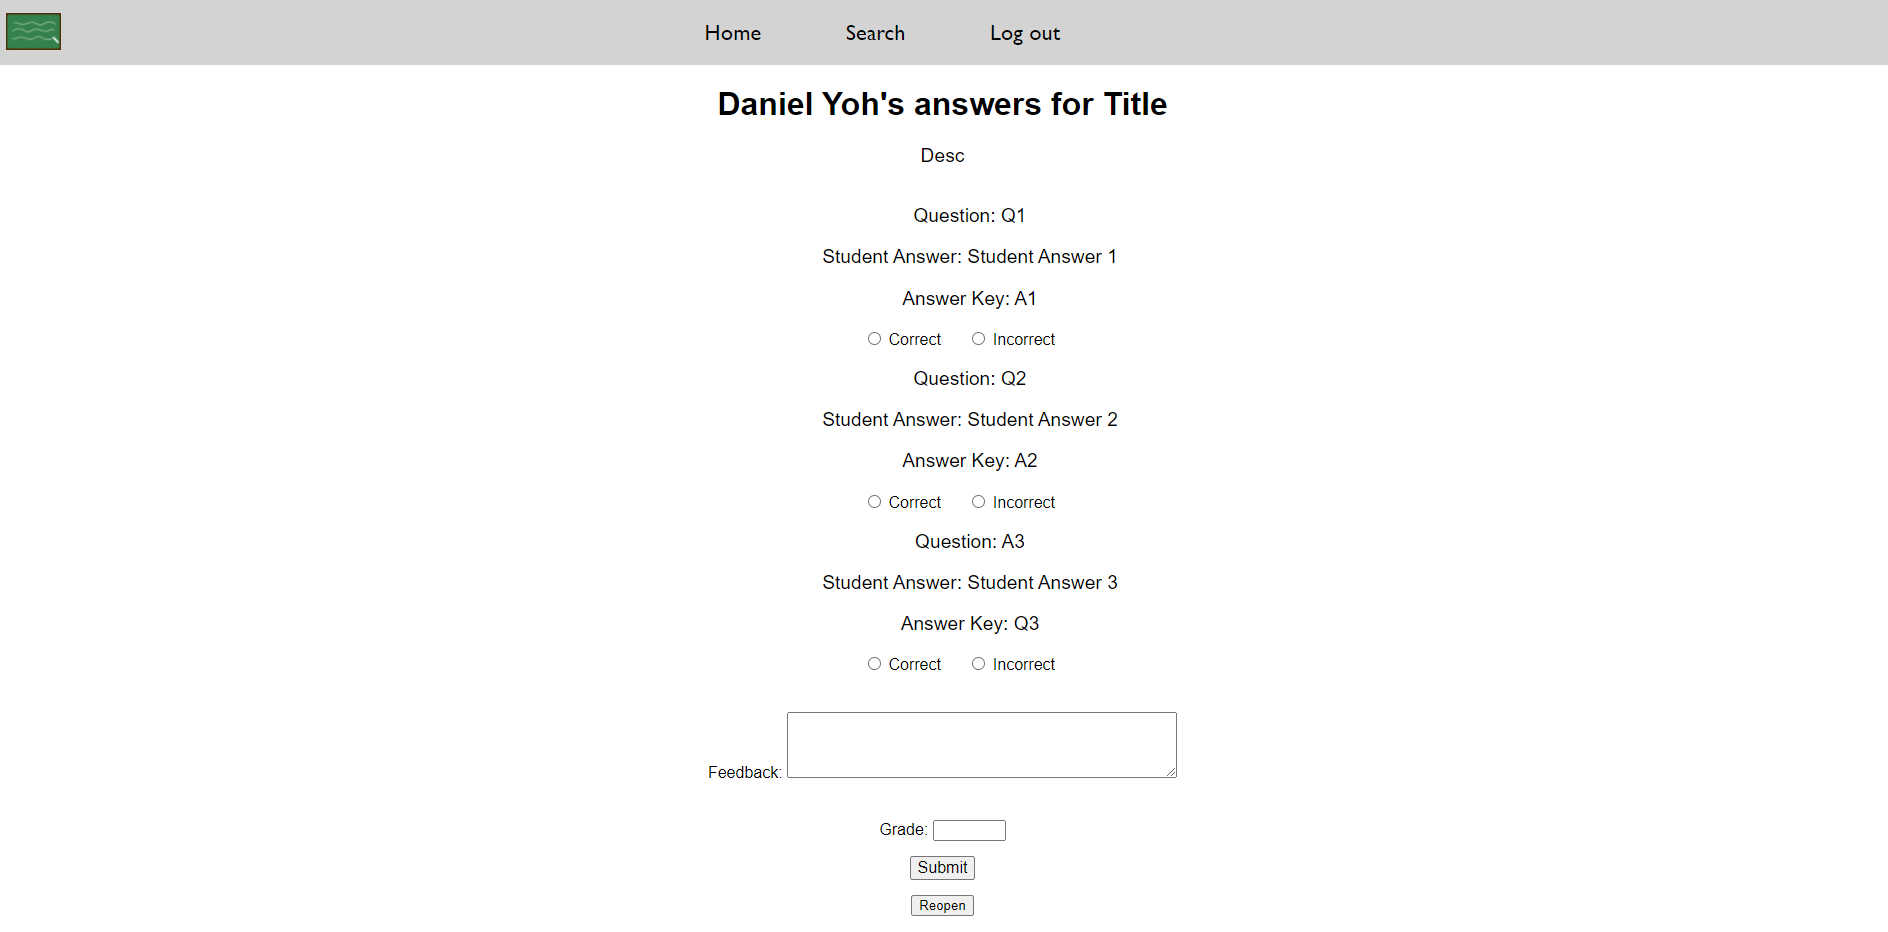 Home Search Log out
Daniel Yoh's answers for Title
Desc
Question: Q1
Student Answer: Student Answer 1
Answer Key: A1
Correct Incorrect
Question: Q2
Student Answer: Student Answer 2
Answer Key: A2
Correct Incorrect
Question: A3
Student Answer: Student Answer 3
Answer Key: Q3
Correct Incorrect
Feedback:
Grade:
Submit
Reopen